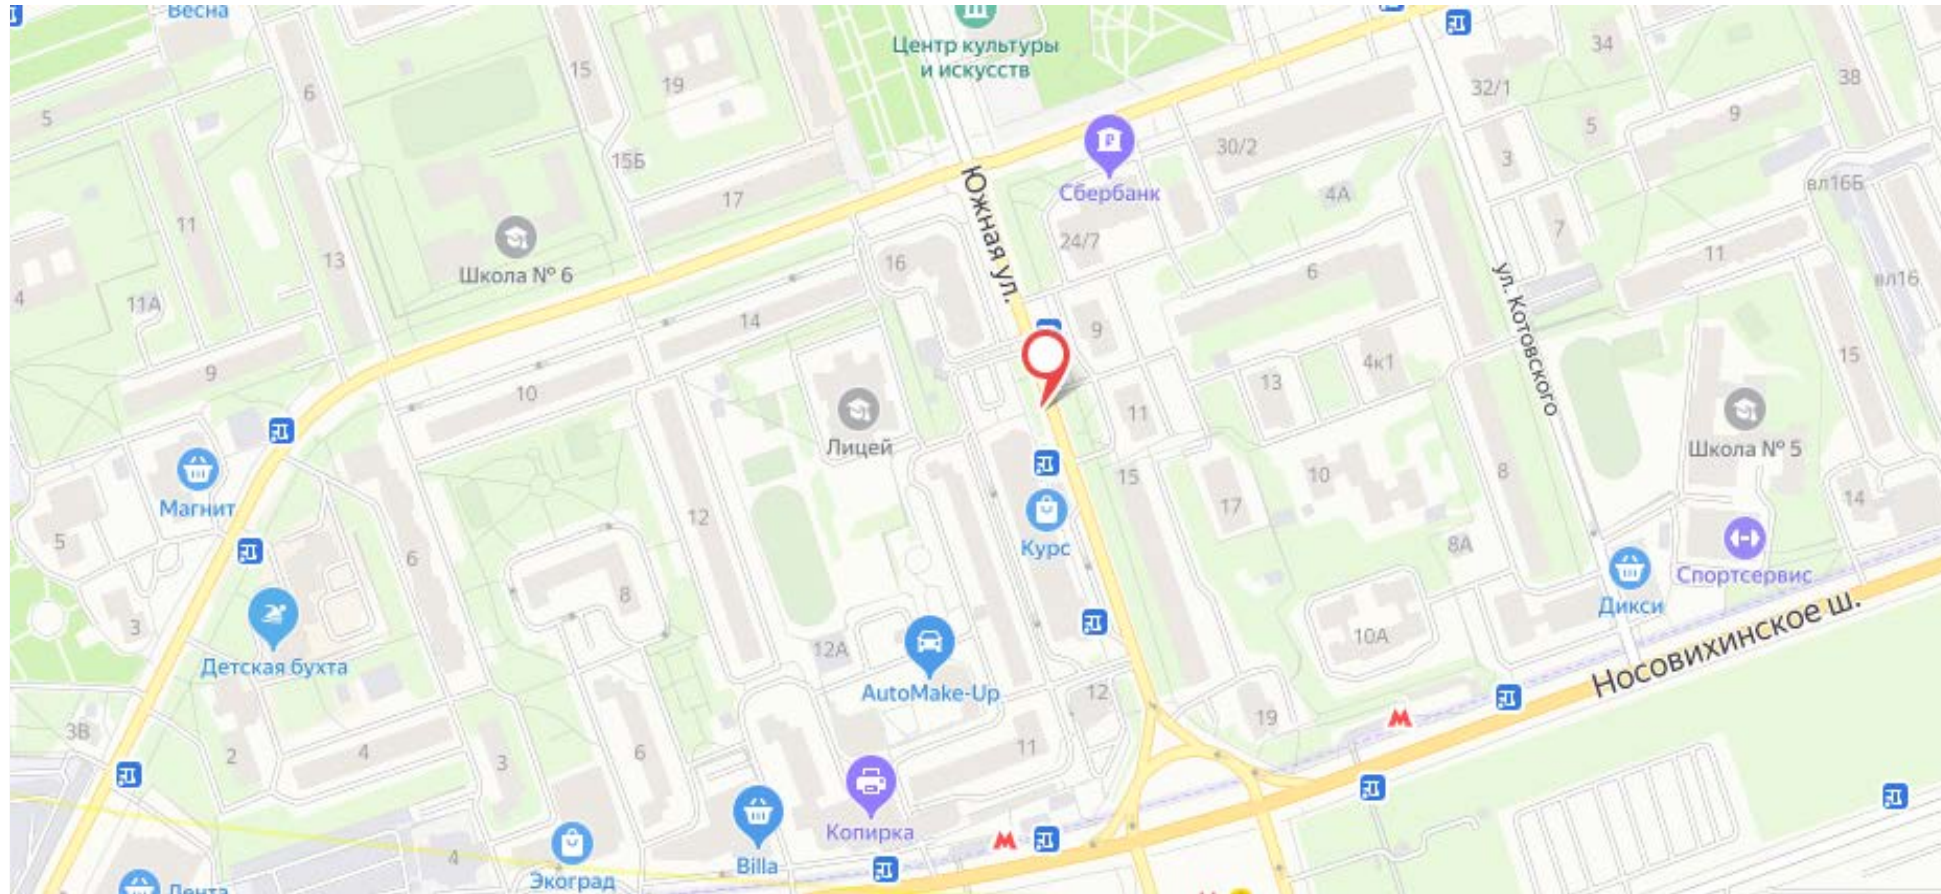 Весна
Центр культуры
и искусств
34
38
32/1
15
19
6
5
9
5
15Б
30/2
3
Сбербанк
вл16Б
17
4А
Южная ул.
11
7
24/7
Школа № 6
13
16
6
11
вл16
4
11А
ул. Котовского
14
9
15
4к1
9
13
10
11
Лицей
Школа № 5
15
10
8
14
Магнит
12
17
5
Курс
8А
6
Спортсервис
8
Дикси
3
10А
Носовихинское ш.
12А
Детская бухта
AutoMake-Up
12
М
19
3В
11
2
4
6
3
Копирка
М
4
Billa
Экоград
Лента